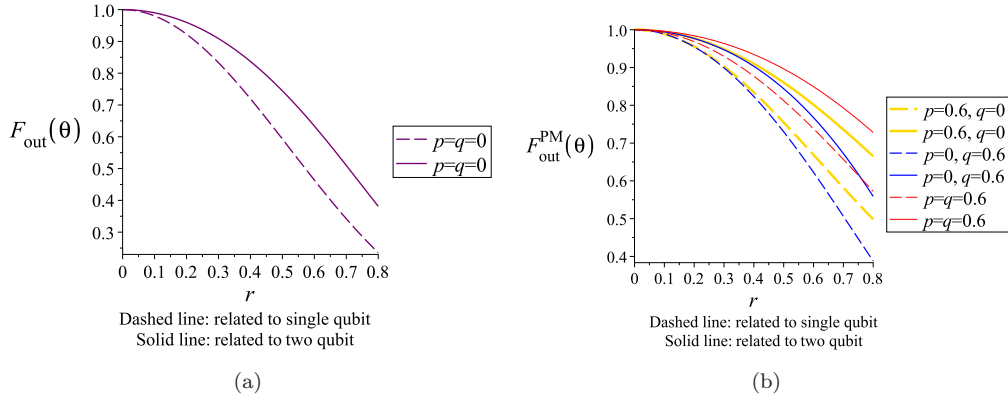 1.0
0.9
0.8
0.7
0.6
0.5
0.4
0.3
F_out(θ)
0 0.1 0.2 0.3 0.4 0.5 0.6 0.7 0.8
r
p=q=0
p=q=0
Dashed line: related to single qubit
Solid line: related to two qubit
(a)
1.0
0.9
0.8
0.7
0.6
0.5
0.4
F_out^PM(θ)
0 0.1 0.2 0.3 0.4 0.5 0.6 0.7 0.8
r
p=0.6, q=0
p=0.6, q=0
p=0, q=0.6
p=0, q=0.6
p=q=0.6
p=q=0.6
Dashed line: related to single qubit
Solid line: related to two qubit
(b)